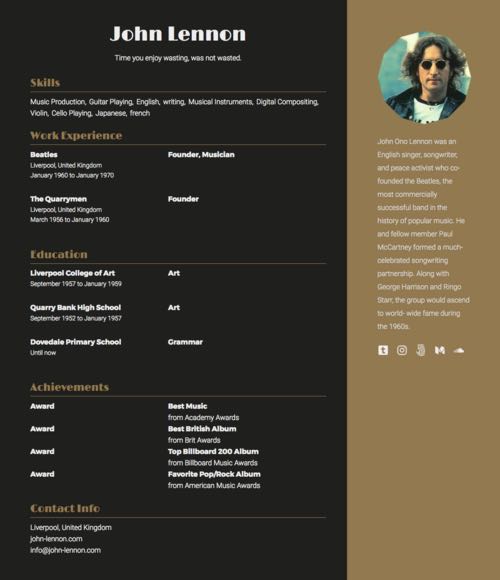 John Lennon
Time you enjoy wasting, was not wasted.
Skills
Music Production, Guitar Playing, English, writing, Musical Instruments, Digital Compositing,
Violin, Cello Playing, Japanese, french
Work Experience
Beatles Founder, Musician
Liverpool, United Kingdom
January 1960 to January 1970
The Quarrymen Founder
Liverpool, United Kingdom
March 1956 to January 1960
Education
Liverpool College of Art Art
September 1957 to January 1959
Quarry Bank High School Art
September 1952 to January 1957
Dovedale Primary School Grammar
Until now
Achievements
Award Best Music
from Academy Awards
Award Best British Album
from Brit Awards
Award Top Billboard 200 Album
from Billboard Music Awards
Award Favorite Pop/Rock Album
from American Music Awards
Contact Info
Liverpool, United Kingdom
john-lennon.com
info@john-lennon.com
John Ono Lennon was an
English singer, songwriter,
and peace activist who co-
founded the Beatles, the
most commercially
successful band in the
history of popular music. He
and fellow member Paul
McCartney formed a much-
celebrated songwriting
partnership. Along with
George Harrison and Ringo
Starr, the group would ascend
to world- wide fame during
the 1960s.